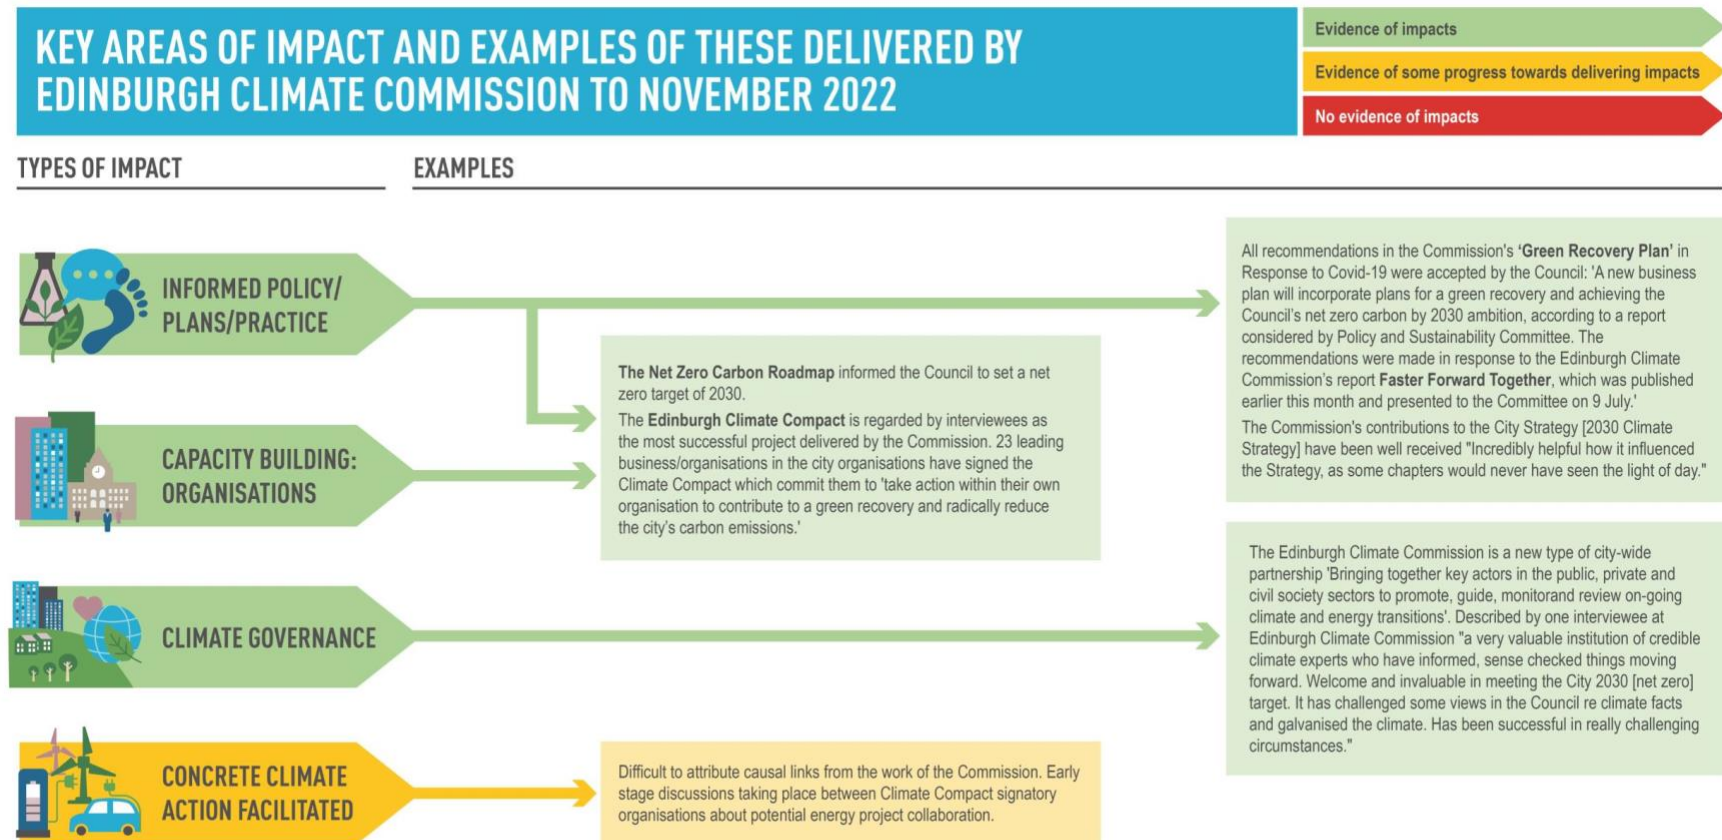 KEY AREAS OF IMPACT AND EXAMPLES OF THESE DELIVERED BY
EDINBURGH CLIMATE COMMISSION TO NOVEMBER 2022
Evidence of impacts
Evidence of some progress towards delivering impacts
No evidence of impacts
TYPES OF IMPACT
EXAMPLES
INFORMED POLICY/
PLANS/PRACTICE
All recommendations in the Commission's 'Green Recovery Plan' in
Response to Covid-19 were accepted by the Council: 'A new business
plan will incorporate plans for a green recovery and achieving the
Council's net zero carbon by 2030 ambition, according to a report
considered by Policy and Sustainability Committee. The
recommendations were made in response to the Edinburgh Climate
Commission's report Faster Forward Together, which was published
earlier this month and presented to the Committee on 9 July.'
The Commission's contributions to the City Strategy [2030 Climate
Strategy] have been well received "Incredibly helpful how it influenced
the Strategy, as some chapters would never have seen the light of day."
The Net Zero Carbon Roadmap informed the Council to set a net
zero target of 2030.
The Edinburgh Climate Compact is regarded by interviewees as
the most successful project delivered by the Commission. 23 leading
business/organisations in the city organisations have signed the
Climate Compact which commit them to 'take action within their own
organisation to contribute to a green recovery and radically reduce
the city's carbon emissions.'
CAPACITY BUILDING:
ORGANISATIONS
CLIMATE GOVERNANCE
The Edinburgh Climate Commission is a new type of city-wide
partnership 'Bringing together key actors in the public, private and
civil society sectors to promote, guide, monitorand review on-going
climate and energy transitions'. Described by one interviewee at
Edinburgh Climate Commission "a very valuable institution of credible
climate experts who have informed, sense checked things moving
forward. Welcome and invaluable in meeting the City 2030 [net zero]
target. It has challenged some views in the Council re climate facts
and galvanised the climate. Has been successful in really challenging
circumstances."
CONCRETE CLIMATE
ACTION FACILITATED
Difficult to attribute causal links from the work of the Commission. Early
stage discussions taking place between Climate Compact signatory
organisations about potential energy project collaboration.